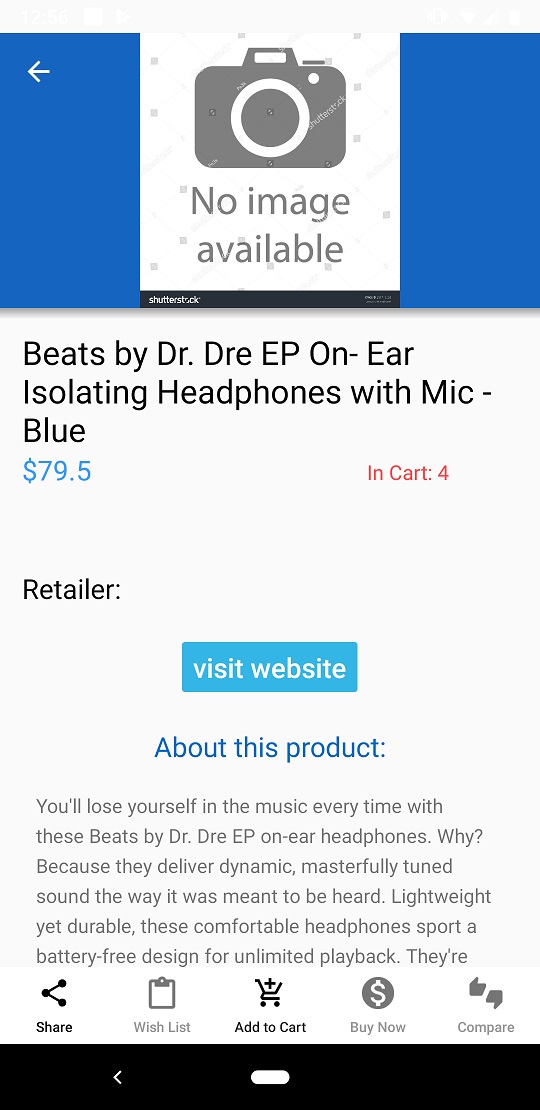 12:56
No image
available
shutterstock
Beats by Dr. Dre EP On- Ear
Isolating Headphones with Mic -
Blue
$79.5
In Cart: 4
Retailer:
visit website
About this product:
You'll lose yourself in the music every time with
these Beats by Dr. Dre EP on-ear headphones. Why?
Because they deliver dynamic, masterfully tuned
sound the way it was meant to be heard. Lightweight
yet durable, these comfortable headphones sport a
battery-free design for unlimited playback. They're
Share
Wish List
Add to Cart
Buy Now
Compare